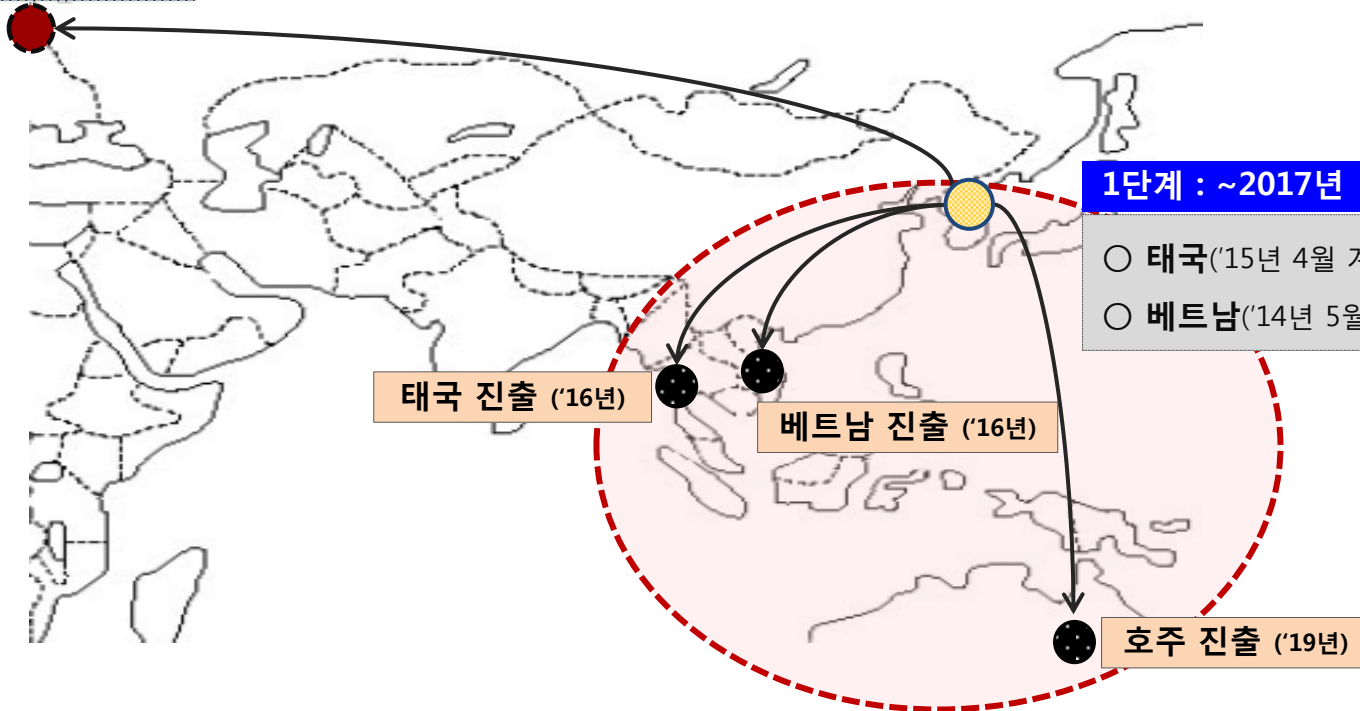 1단계 : ~2017년
○ 태국('15년 4월
○ 베트남('14년 5월
태국 진출 ('16년)
베트남 진출 ('16년)
호주 진출 ('19년)